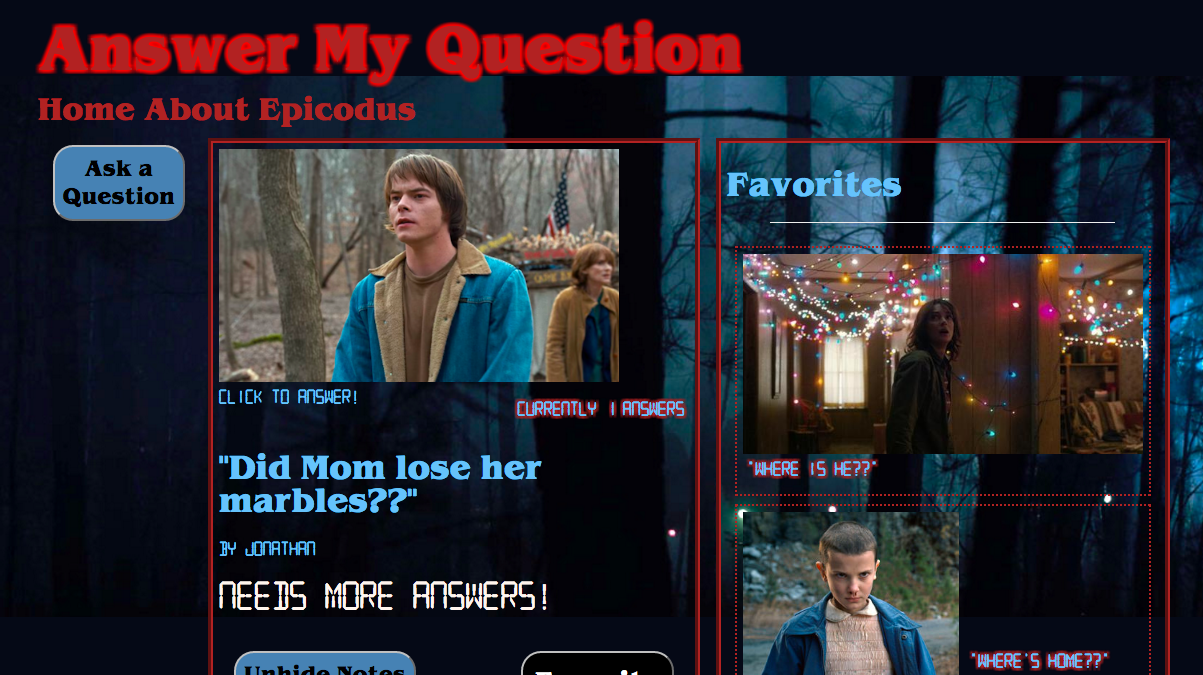 Answer My Question
Home About Epicodus
Ask a
Question
CLICK TO ANSWER!
CURRENTLY 1 ANSWERS
"Did Mom lose her
marbles??"
BY JONATHAN
NEEDS MORE ANSWERS!
Unhide Notes
Favorites
"WHERE IS HE??"
"WHERE'S HOME??"